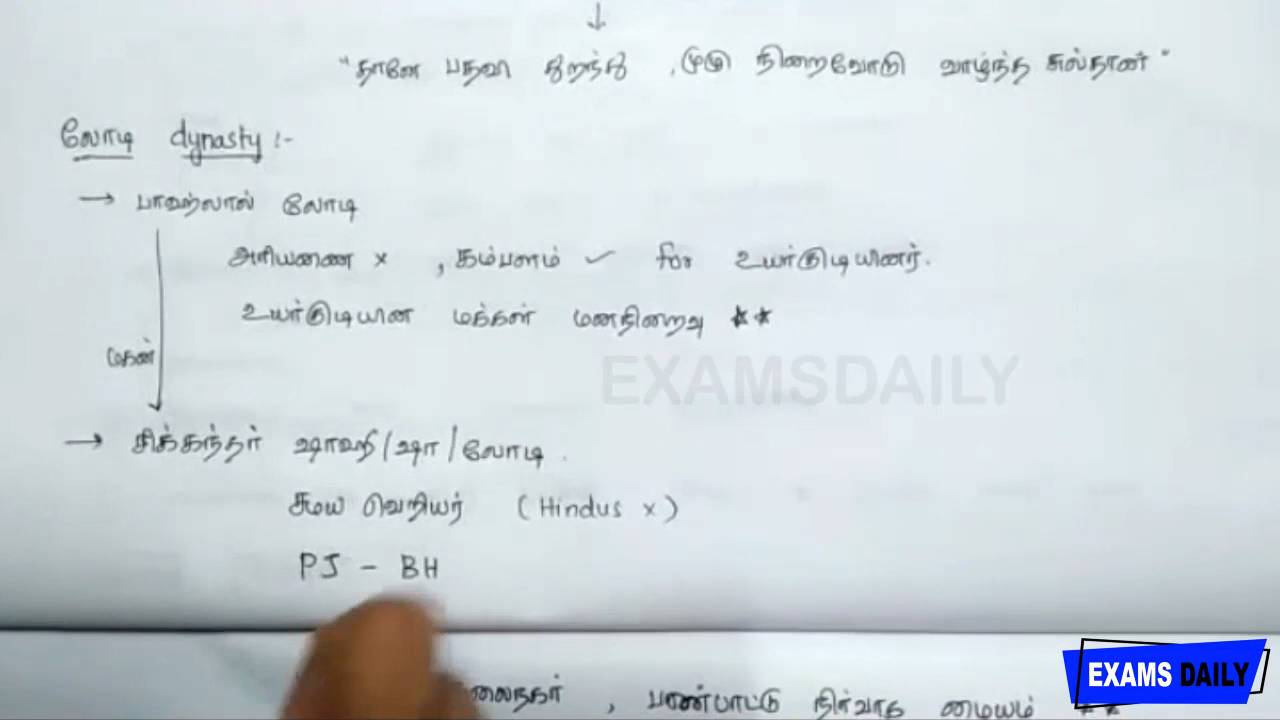 "தானே பதவி துறந்து , முழு நிறைவோடு வாழ்ந்த சுல்தான்"
லோடி dynasty :-
→ பாஹ்லால் லோடி
அரியணை x , கம்பளம் ✓ for உயர்குடியினர்.
உயர்குடியின மக்கள் மனநிறைவு ★★
மகன்
EXAMSDAILY
→ சிக்கந்தர் ஷாஹி/ஷா/லோடி.
சமய வெறியர் (Hindus x)
PJ - BH
லைநகர் , பண்பாட்டு நிர்வாக மையம் ★★
EXAMS DAILY